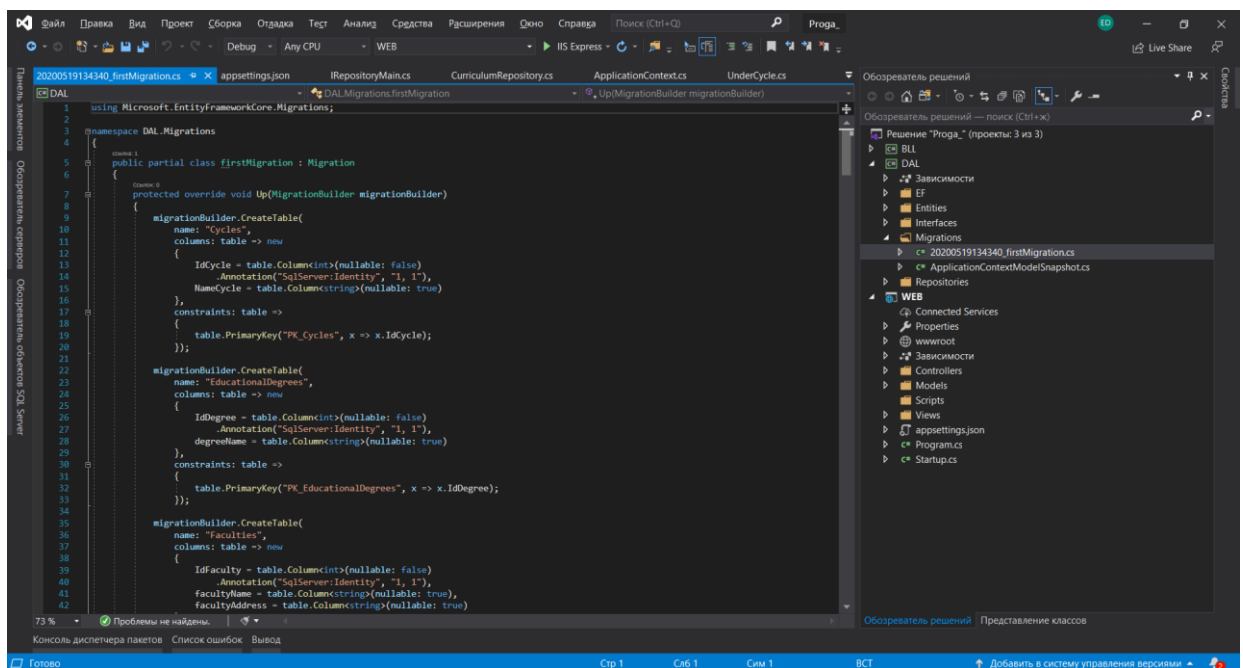 Файл Правка Вид Проект Сборка Отладка Тест Анализ Средства Расширения Окно Справка Поиск (Ctrl+Q) Proga_ ED
Debug Any CPU WEB IIS Express Live Share
20200519134340_firstMigration.cs appsettings.json IRepositoryMain.cs CurriculumRepository.cs ApplicationContext.cs UnderCycle.cs
DAL DAL.Migrations.firstMigration Up(MigrationBuilder migrationBuilder)
1 using Microsoft.EntityFrameworkCore.Migrations;
2
3 namespace DAL.Migrations
4 {
ссылка: 1
5 public partial class firstMigration : Migration
6 {
ссылок: 0
7 protected override void Up(MigrationBuilder migrationBuilder)
8 {
9 migrationBuilder.CreateTable(
10 name: "Cycles",
11 columns: table => new
12 {
13 IdCycle = table.Column<int>(nullable: false)
14 .Annotation("SqlServer:Identity", "1, 1"),
15 NameCycle = table.Column<string>(nullable: true)
16 },
17 constraints: table =>
18 {
19 table.PrimaryKey("PK_Cycles", x => x.IdCycle);
20 });
21
22 migrationBuilder.CreateTable(
23 name: "EducationalDegrees",
24 columns: table => new
25 {
26 IdDegree = table.Column<int>(nullable: false)
27 .Annotation("SqlServer:Identity", "1, 1"),
28 degreeName = table.Column<string>(nullable: true)
29 },
30 constraints: table =>
31 {
32 table.PrimaryKey("PK_EducationalDegrees", x => x.IdDegree);
33 });
34
35 migrationBuilder.CreateTable(
36 name: "Faculties",
37 columns: table => new
38 {
39 IdFaculty = table.Column<int>(nullable: false)
40 .Annotation("SqlServer:Identity", "1, 1"),
41 facultyName = table.Column<string>(nullable: true),
42 facultyAddress = table.Column<string>(nullable: true)
73 % Проблемы не найдены.
Консоль диспетчера пакетов Список ошибок Вывод
Панель элементов
Обозреватель серверов
Обозреватель объектов SQL Server
Обозреватель решений
Обозреватель решений — поиск (Ctrl+ж)
Решение "Proga_" (проекты: 3 из 3)
BLL
DAL
Зависимости
EF
Entities
Interfaces
Migrations
C# 20200519134340_firstMigration.cs
C# ApplicationContextModelSnapshot.cs
Repositories
WEB
Connected Services
Properties
wwwroot
Зависимости
Controllers
Models
Scripts
Views
appsettings.json
C# Program.cs
C# Startup.cs
Обозреватель решений Представление классов
Свойства
Готово Стр 1 Слб 1 Сим 1 ВСТ Добавить в систему управления версиями 2